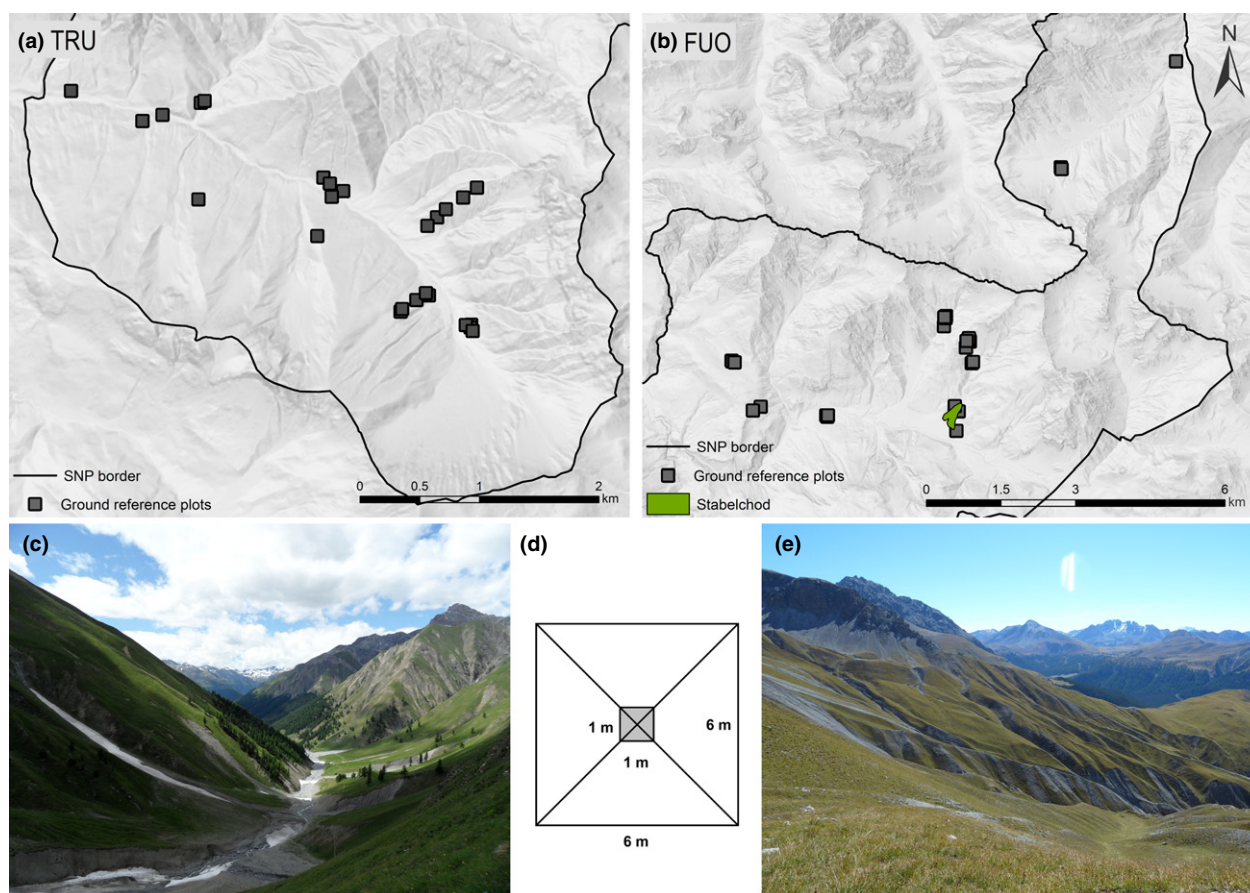 (a) TRU
SNP border
Ground reference plots
0 0.5 1 2
km
(b) FUO
N
SNP border
Ground reference plots
Stabelchod
0 1.5 3 6
km
(c)
(d)
1 m
6 m
1 m
6 m
(e)